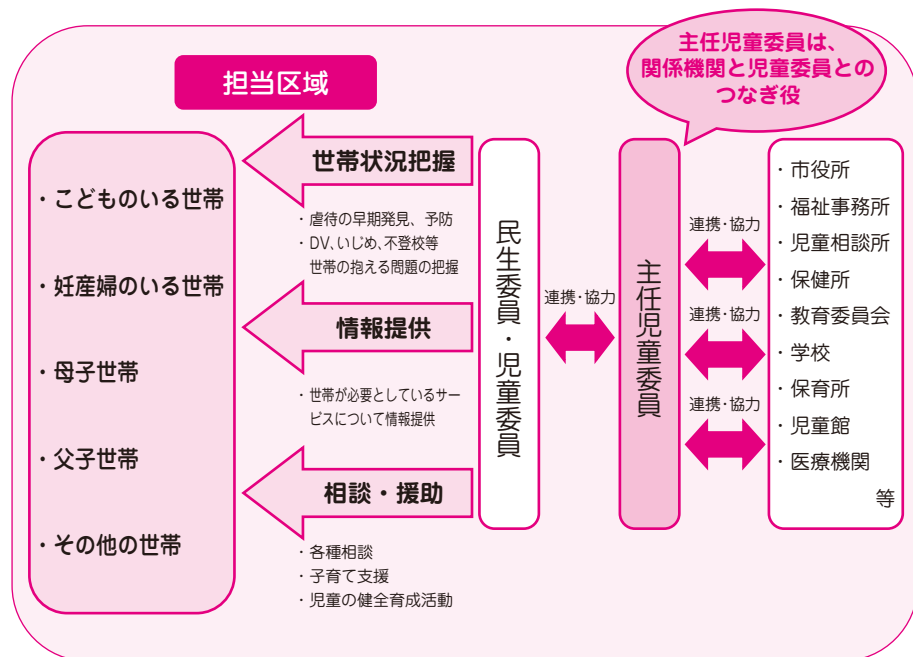 主任児童委員は、
関係機関と児童委員との
つなぎ役
担当区域
・こどものいる世帯
・妊産婦のいる世帯
・母子世帯
・父子世帯
・その他の世帯
世帯状況把握
・虐待の早期発見、予防
・DV、いじめ、不登校等
世帯の抱える問題の把握
情報提供
・世帯が必要としているサー
ビスについて情報提供
相談・援助
・各種相談
・子育て支援
・児童の健全育成活動
民生委員・児童委員
連携・協力
主任児童委員
連携・協力
連携・協力
連携・協力
・市役所
・福祉事務所
・児童相談所
・保健所
・教育委員会
・学校
・保育所
・児童館
・医療機関
等